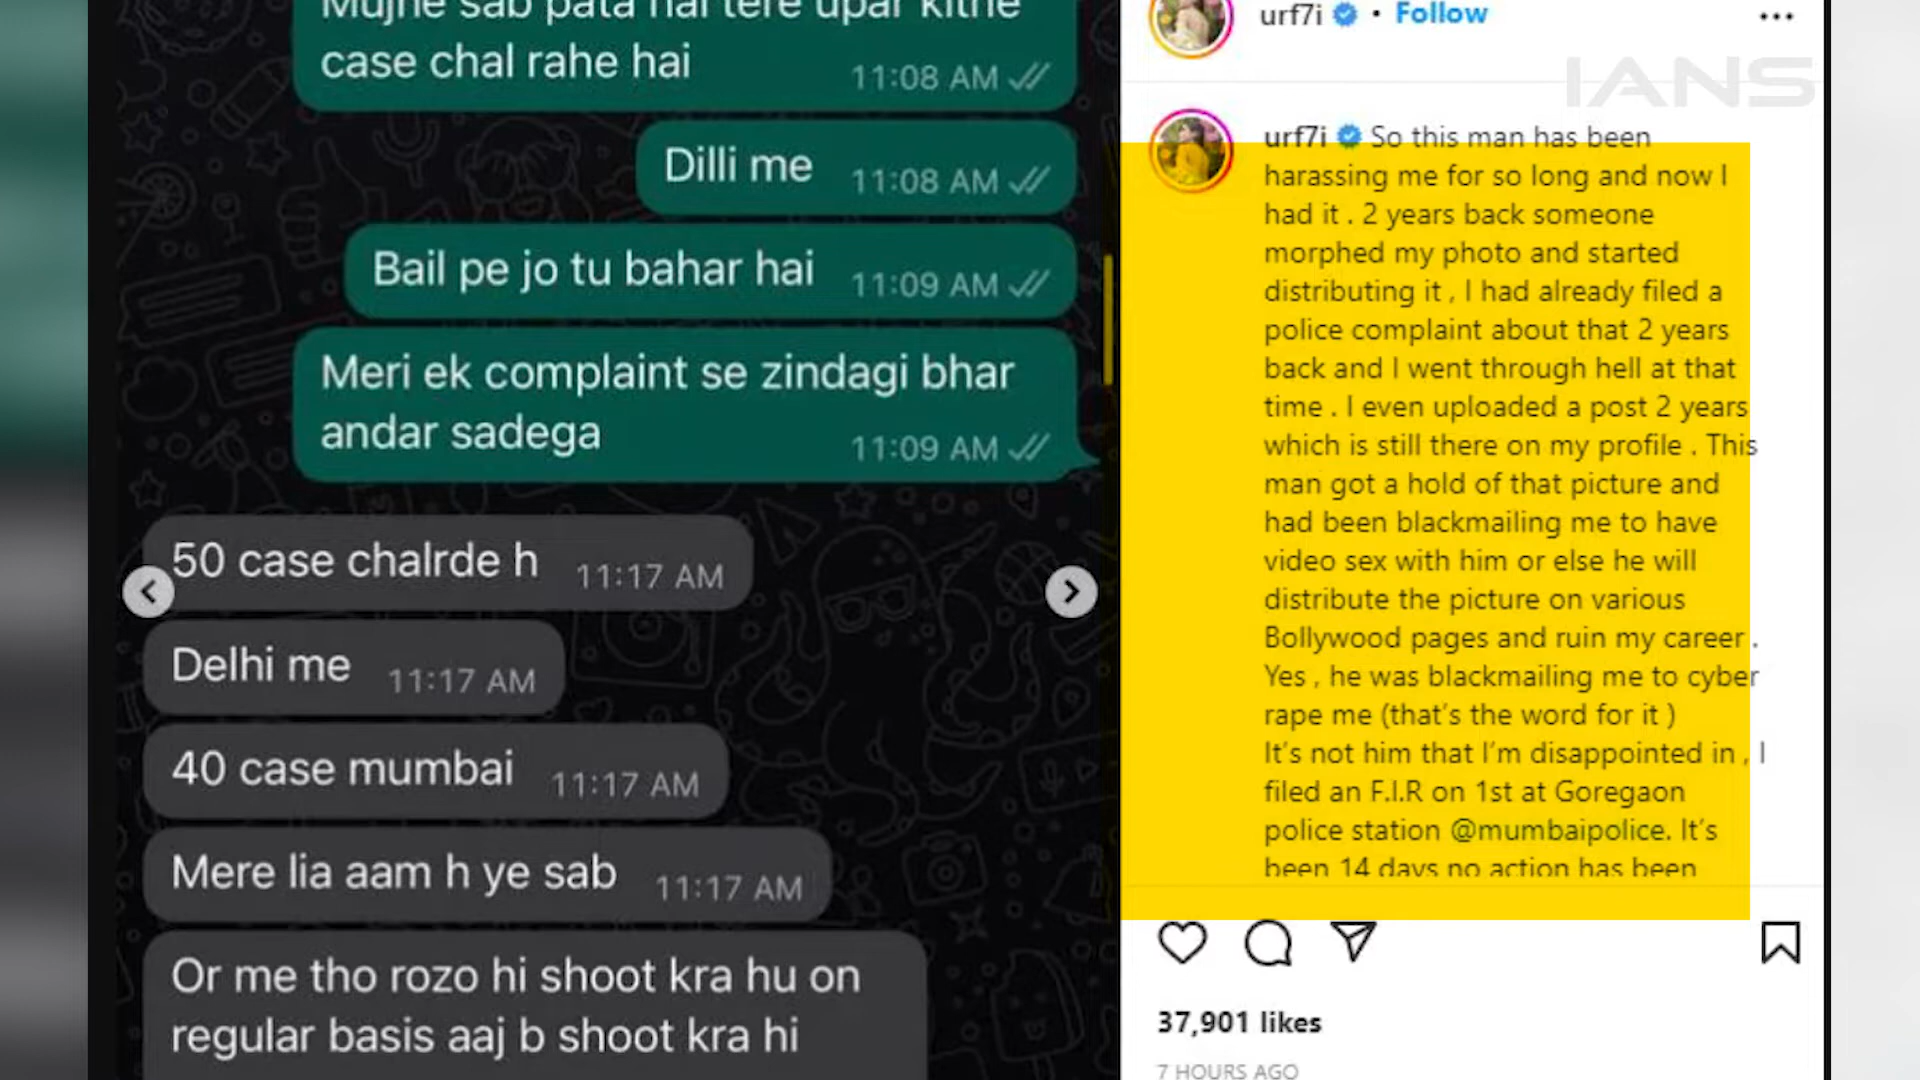 Mujhe sab pata hai tere upar kitne
case chal rahe hai
11:08 AM
Dilli me
11:08 AM
Bail pe jo tu bahar hai
11:09 AM
Meri ek complaint se zindagi bhar
andar sadega
11:09 AM
50 case chalrde h
11:17 AM
Delhi me
11:17 AM
40 case mumbai
11:17 AM
Mere lia aam h ye sab
11:17 AM
Or me tho rozo hi shoot kra hu on
regular basis aaj b shoot kra hi
urf7i • Follow
IANS
urf7i So this man has been
harassing me for so long and now I
had it . 2 years back someone
morphed my photo and started
distributing it , I had already filed a
police complaint about that 2 years
back and I went through hell at that
time . I even uploaded a post 2 years
which is still there on my profile . This
man got a hold of that picture and
had been blackmailing me to have
video sex with him or else he will
distribute the picture on various
Bollywood pages and ruin my career .
Yes , he was blackmailing me to cyber
rape me (that's the word for it )
It's not him that I'm disappointed in , I
filed an F.I.R on 1st at Goregaon
police station @mumbaipolice. It's
been 14 days no action has been
37,901 likes
7 HOURS AGO